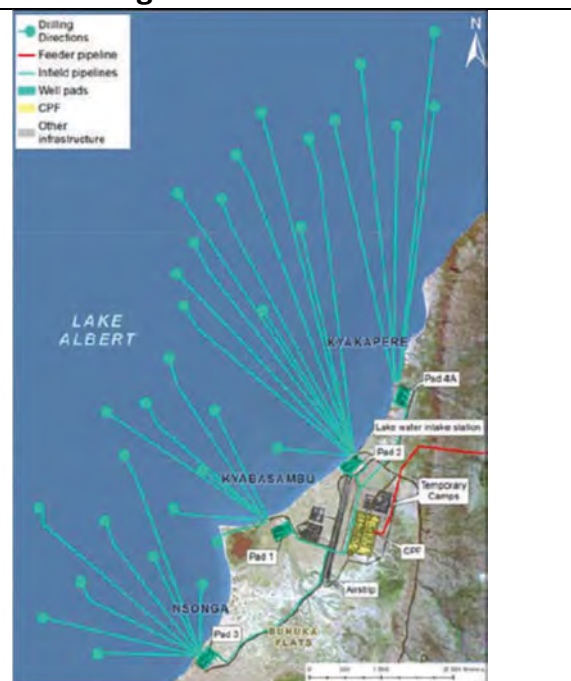 Drilling
Directions
Feeder pipeline
Infield pipelines
Well pads
CPF
Other
infrastructure
N
LAKE
ALBERT
KYAKAPERE
Pad 4A
Lake water intake station
Pad 2
KYABASAMBU
Temporary
Camps
CPF
Pad 1
Airstrip
NSONGA
BUHUKA
FLATS
Pad 3
0